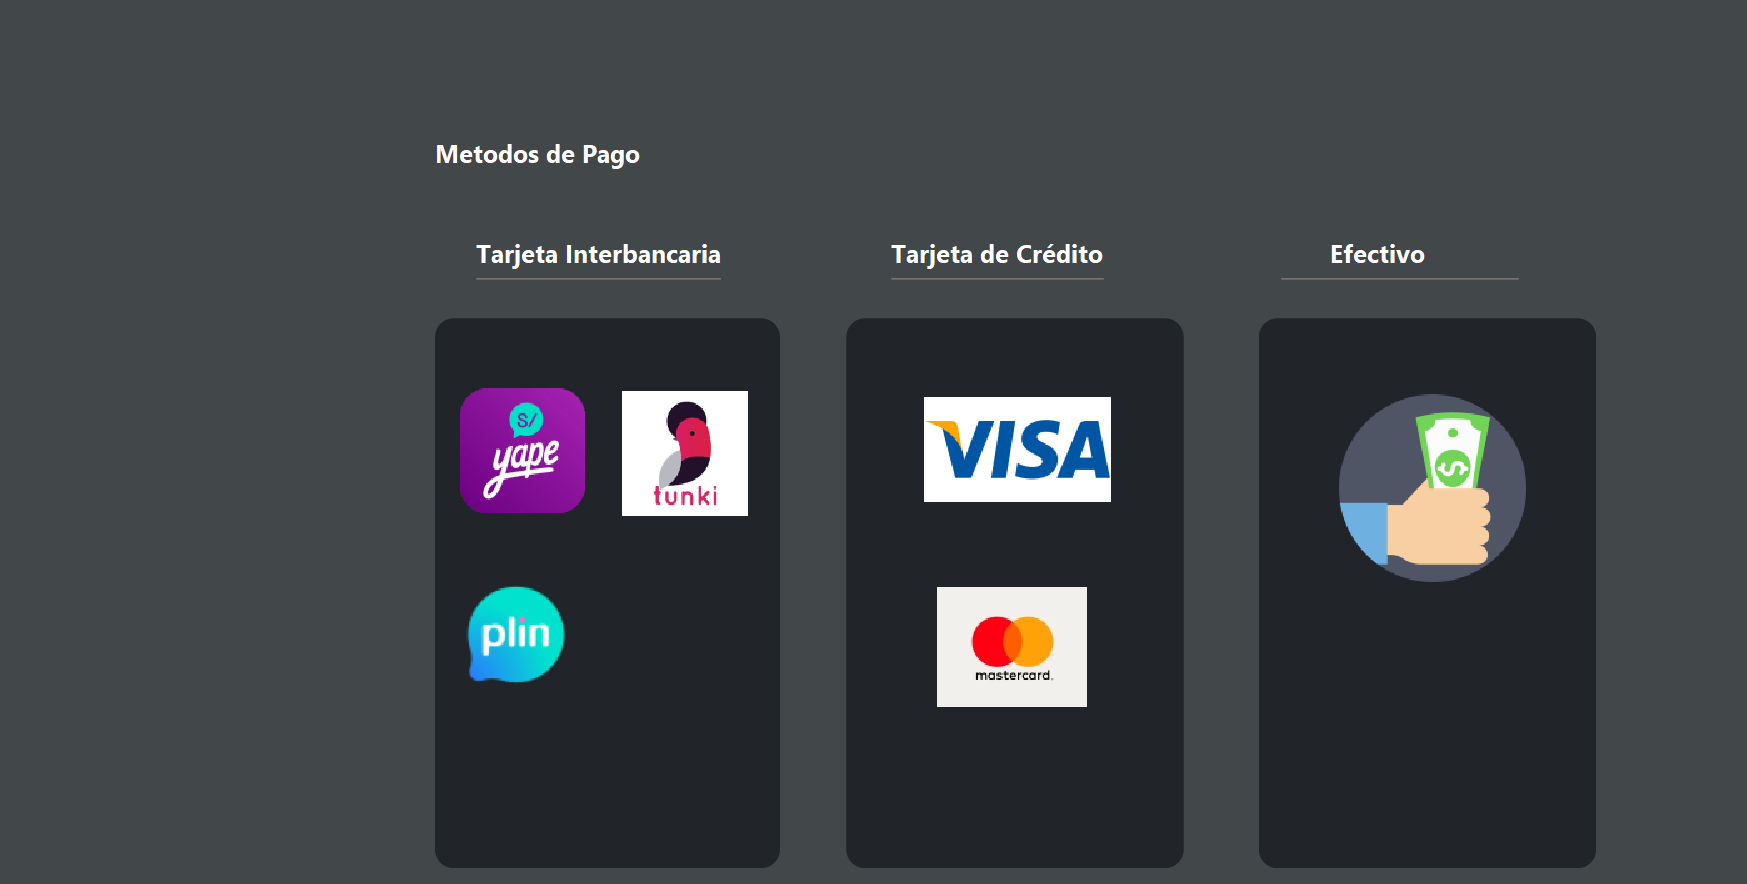 Metodos de Pago
Tarjeta Interbancaria
Tarjeta de Crédito
Efectivo
S/
yape
tunki
VISA
$
plin
mastercard.